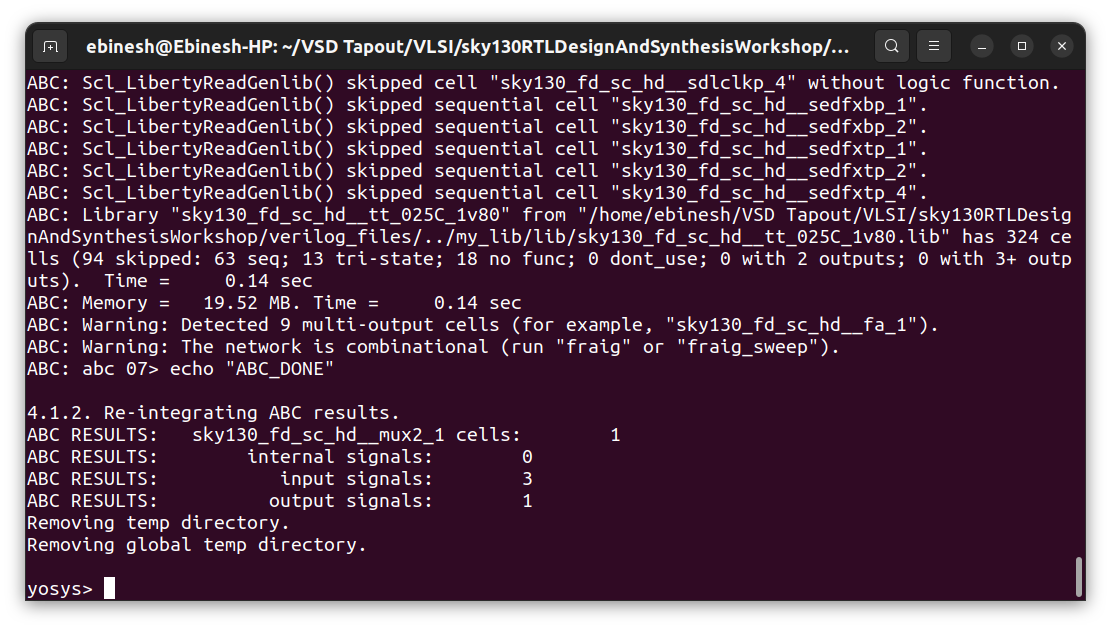 ebinesh@Ebinesh-HP: ~/VSD Tapout/VLSI/sky130RTLDesignAndSynthesisWorkshop/...
ABC: Scl_LibertyReadGenlib() skipped cell "sky130_fd_sc_hd__sdlclkp_4" without logic function.
ABC: Scl_LibertyReadGenlib() skipped sequential cell "sky130_fd_sc_hd__sedfxbp_1".
ABC: Scl_LibertyReadGenlib() skipped sequential cell "sky130_fd_sc_hd__sedfxbp_2".
ABC: Scl_LibertyReadGenlib() skipped sequential cell "sky130_fd_sc_hd__sedfxtp_1".
ABC: Scl_LibertyReadGenlib() skipped sequential cell "sky130_fd_sc_hd__sedfxtp_2".
ABC: Scl_LibertyReadGenlib() skipped sequential cell "sky130_fd_sc_hd__sedfxtp_4".
ABC: Library "sky130_fd_sc_hd__tt_025C_1v80" from "/home/ebinesh/VSD Tapout/VLSI/sky130RTLDesig
nAndSynthesisWorkshop/verilog_files/../my_lib/lib/sky130_fd_sc_hd__tt_025C_1v80.lib" has 324 ce
lls (94 skipped: 63 seq; 13 tri-state; 18 no func; 0 dont_use; 0 with 2 outputs; 0 with 3+ outp
uts).  Time =     0.14 sec
ABC: Memory =   19.52 MB. Time =     0.14 sec
ABC: Warning: Detected 9 multi-output cells (for example, "sky130_fd_sc_hd__fa_1").
ABC: Warning: The network is combinational (run "fraig" or "fraig_sweep").
ABC: abc 07> echo "ABC_DONE"
4.1.2. Re-integrating ABC results.
ABC RESULTS:   sky130_fd_sc_hd__mux2_1 cells:        1
ABC RESULTS:        internal signals:        0
ABC RESULTS:           input signals:        3
ABC RESULTS:          output signals:        1
Removing temp directory.
Removing global temp directory.
yosys>